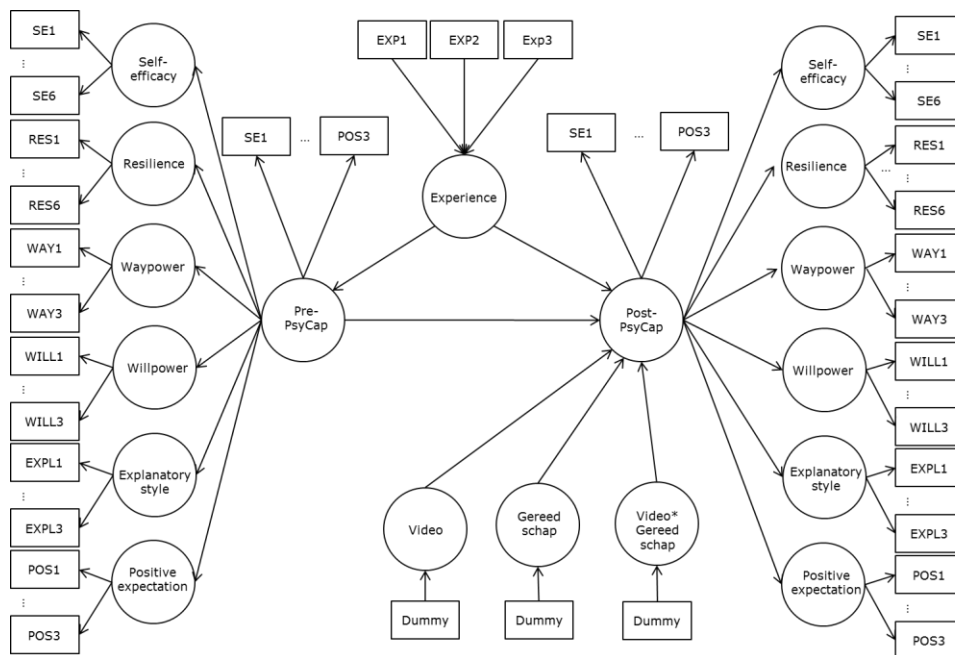 SE1
⋮
SE6
RES1
⋮
RES6
WAY1
⋮
WAY3
WILL1
⋮
WILL3
EXPL1
⋮
EXPL3
POS1
⋮
POS3
Self-
efficacy
Resilience
Waypower
Willpower
Explanatory
style
Positive
expectation
SE1
...
POS3
Pre-
PsyCap
EXP1
EXP2
Exp3
Experience
SE1
...
POS3
Post-
PsyCap
Video
Gereed
schap
Video*
Gereed
schap
Dummy
Dummy
Dummy
Self-
efficacy
Resilience
Waypower
Willpower
Explanatory
style
Positive
expectation
SE1
⋮
SE6
RES1
...
RES6
WAY1
⋮
WAY3
WILL1
⋮
WILL3
EXPL1
⋮
EXPL3
POS1
⋮
POS3